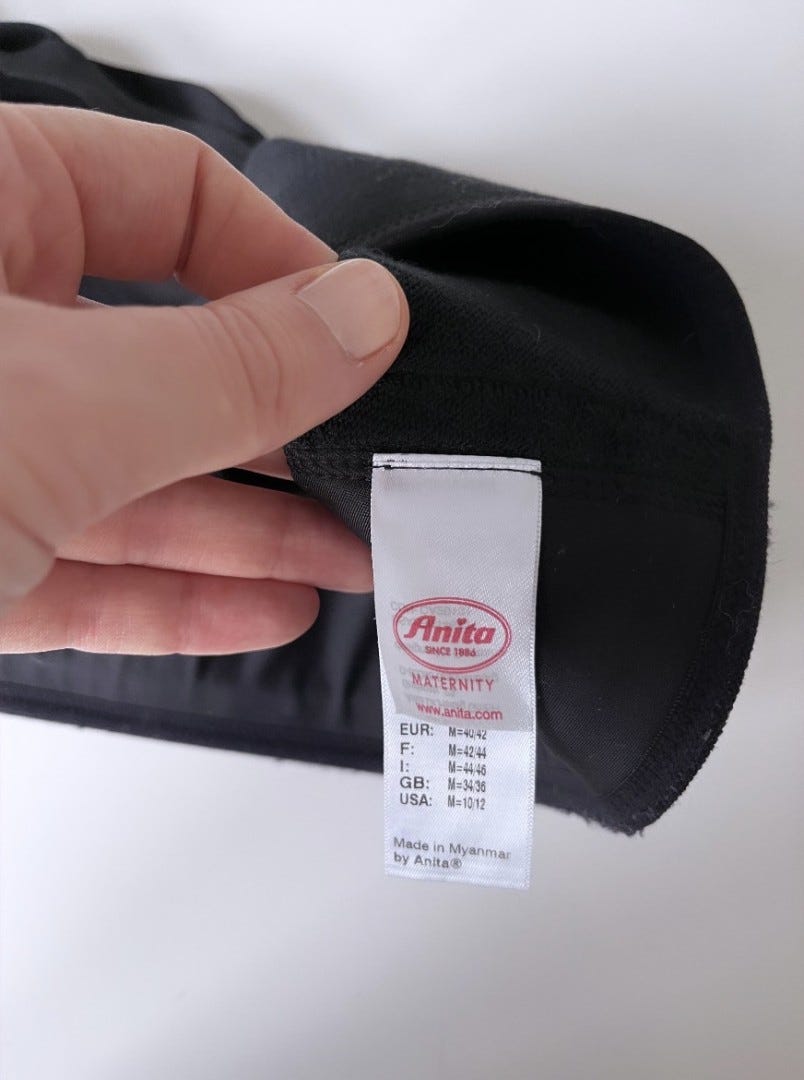 Anita
SINCE 1886
MATERNITY
www.anita.com
EUR: M=40/42
F: M=42/44
I: M=44/46
GB: M=34/36
USA: M=10/12
Made in Myanmar
by Anita®